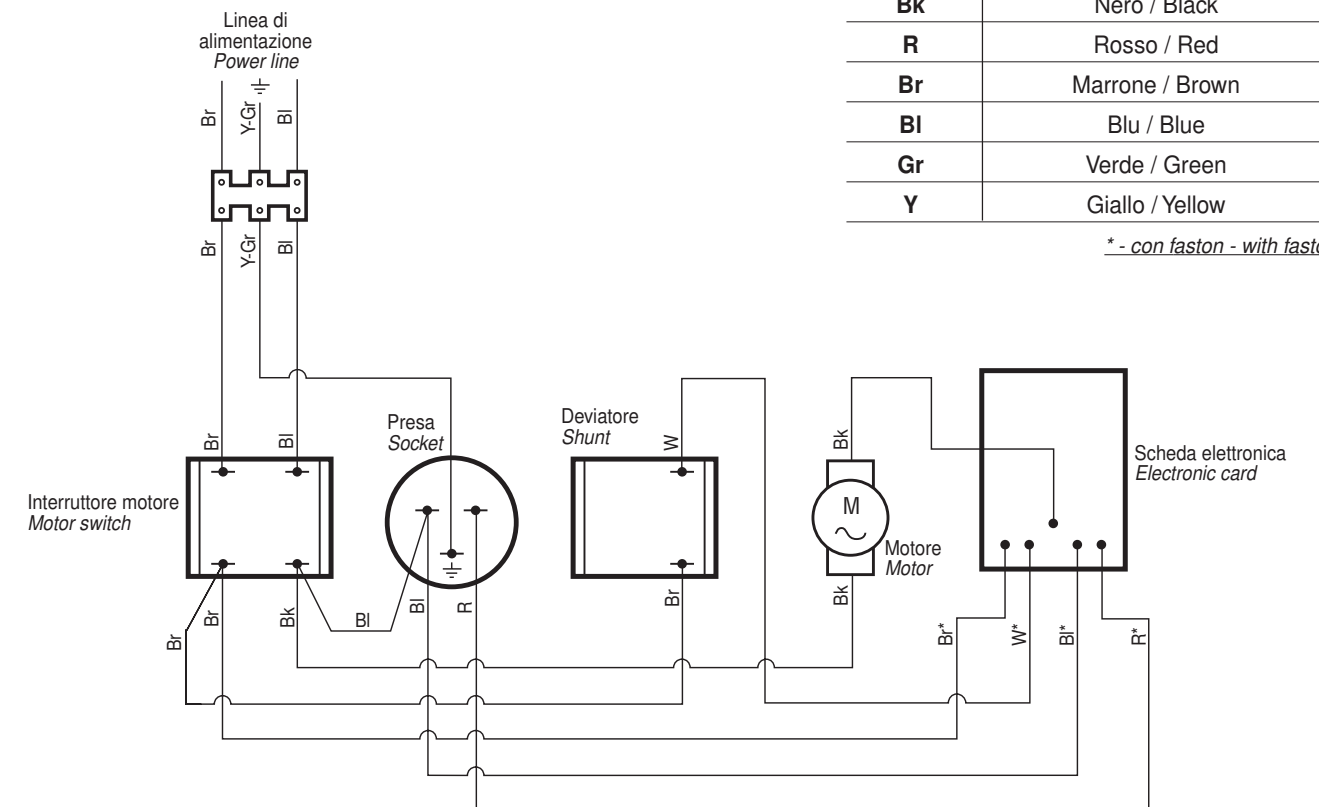 Linea di
alimentazione
Power line
Br
Y-Gr
Bl
Br
Y-Gr
Bl
Bk Nero / Black
R Rosso / Red
Br Marrone / Brown
Bl Blu / Blue
Gr Verde / Green
Y Giallo / Yellow
* - con faston - with fasto
Br
Bl
Presa
Socket
Deviatore
Shunt
W
Bk
Interruttore motore
Motor switch
M
Motore
Motor
Scheda elettronica
Electronic card
Br
Br
Bk
Bl
Bl
R
Br
Bk
Br*
W*
Bl*
R*